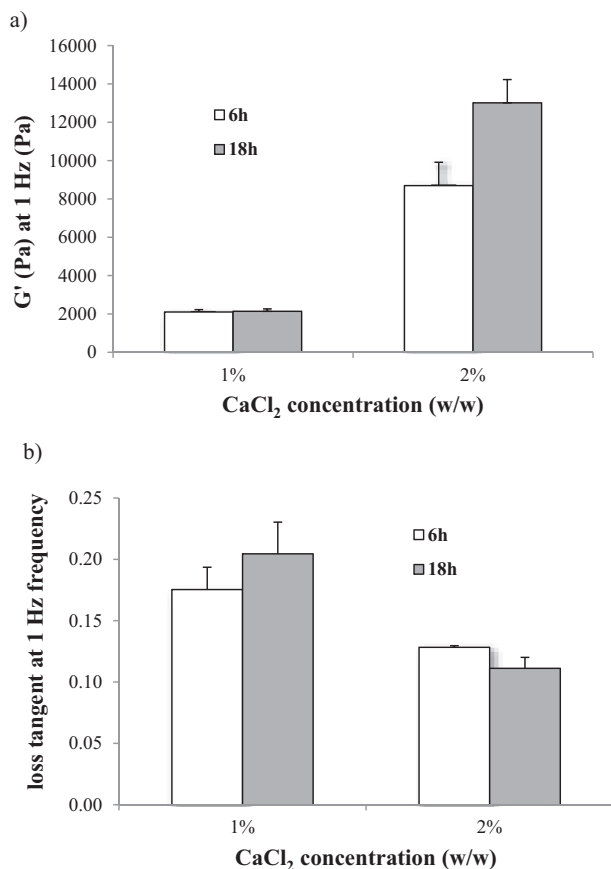 a)
16000
14000
12000
10000
8000
6000
4000
2000
0
G' (Pa) at 1 Hz (Pa)
6h
18h
1%
2%
CaCl₂ concentration (w/w)
b)
0.25
0.20
0.15
0.10
0.05
0.00
loss tangent at 1 Hz frequency
6h
18h
1%
2%
CaCl₂ concentration (w/w)